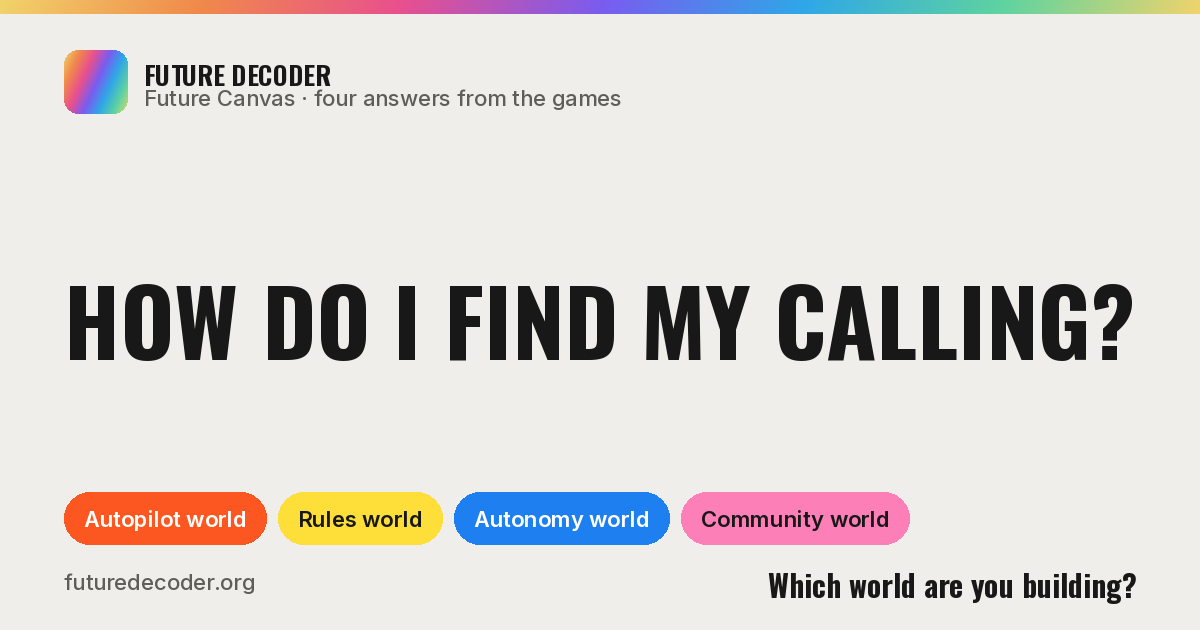 FUTURE DECODER
Future Canvas · four answers from the games
HOW DO I FIND MY CALLING?
Autopilot world Rules world Autonomy world Community world
futuredecoder.org
Which world are you building?